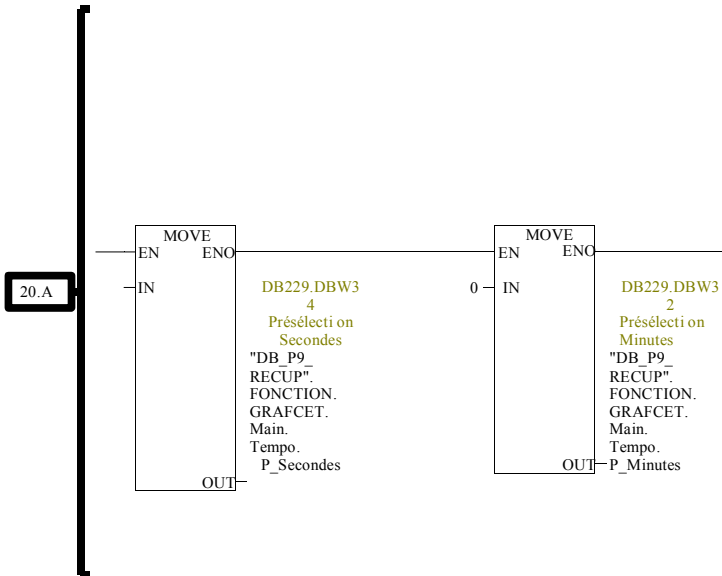 MOVE
EN ENO
IN
DB229.DBW3
4
Présélecti on
Secondes
"DB_P9_
RECUP".
FONCTION.
GRAFCET.
Main.
Tempo.
P_Secondes
OUT
20.A
MOVE
EN ENO
0 IN
DB229.DBW3
2
Présélecti on
Minutes
"DB_P9_
RECUP".
FONCTION.
GRAFCET.
Main.
Tempo.
OUT P_Minutes